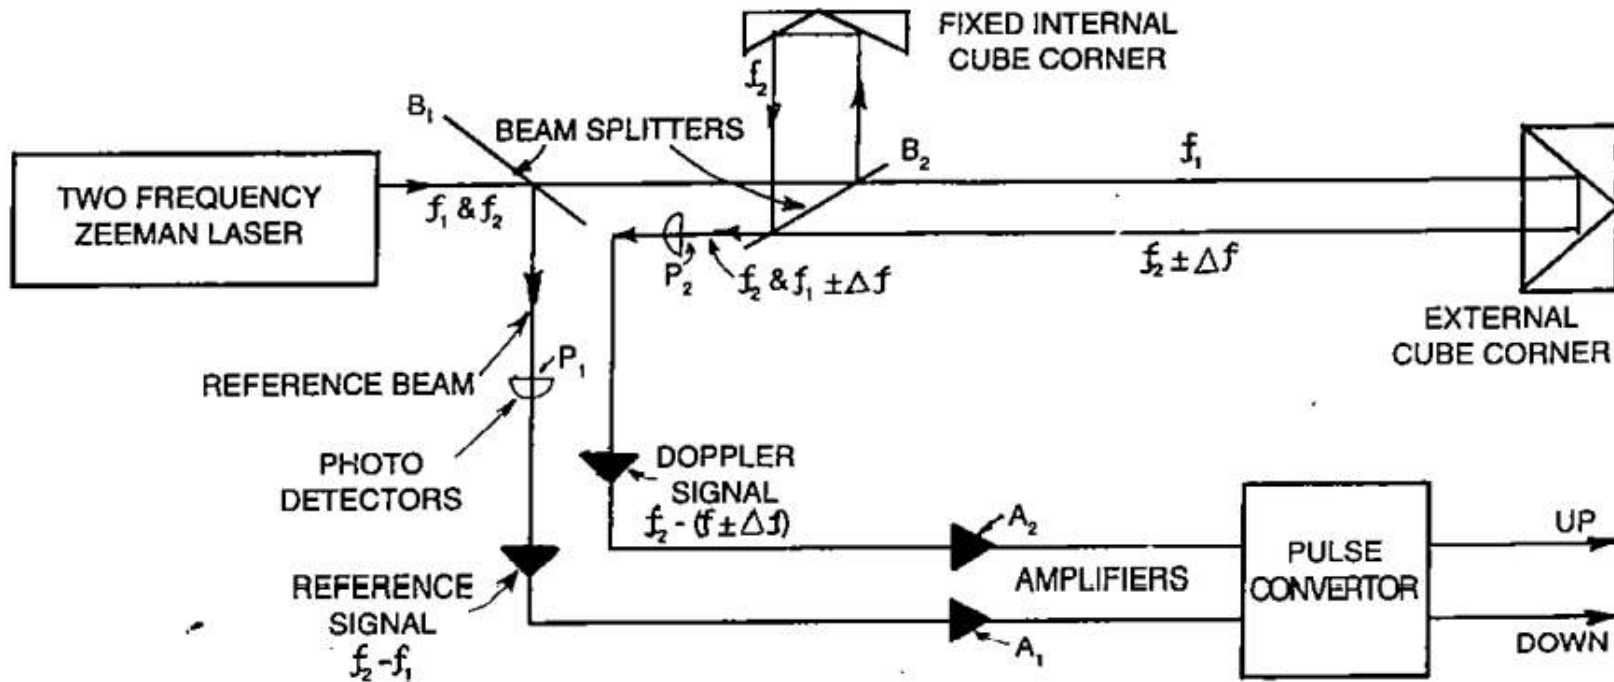 FIXED INTERNAL
CUBE CORNER
f₂
B₁
BEAM SPLITTERS
B₂
f₁
TWO FREQUENCY
ZEEMAN LASER
f₁ & f₂
P₂
f₂ & f₁ ± Δf
f₂ ± Δf
EXTERNAL
CUBE CORNER
P₁
REFERENCE BEAM
PHOTO
DETECTORS
DOPPLER
SIGNAL
f₂ - (f ± Δf)
A₂
UP
PULSE
CONVERTOR
AMPLIFIERS
REFERENCE
SIGNAL
f₂ - f₁
A₁
DOWN